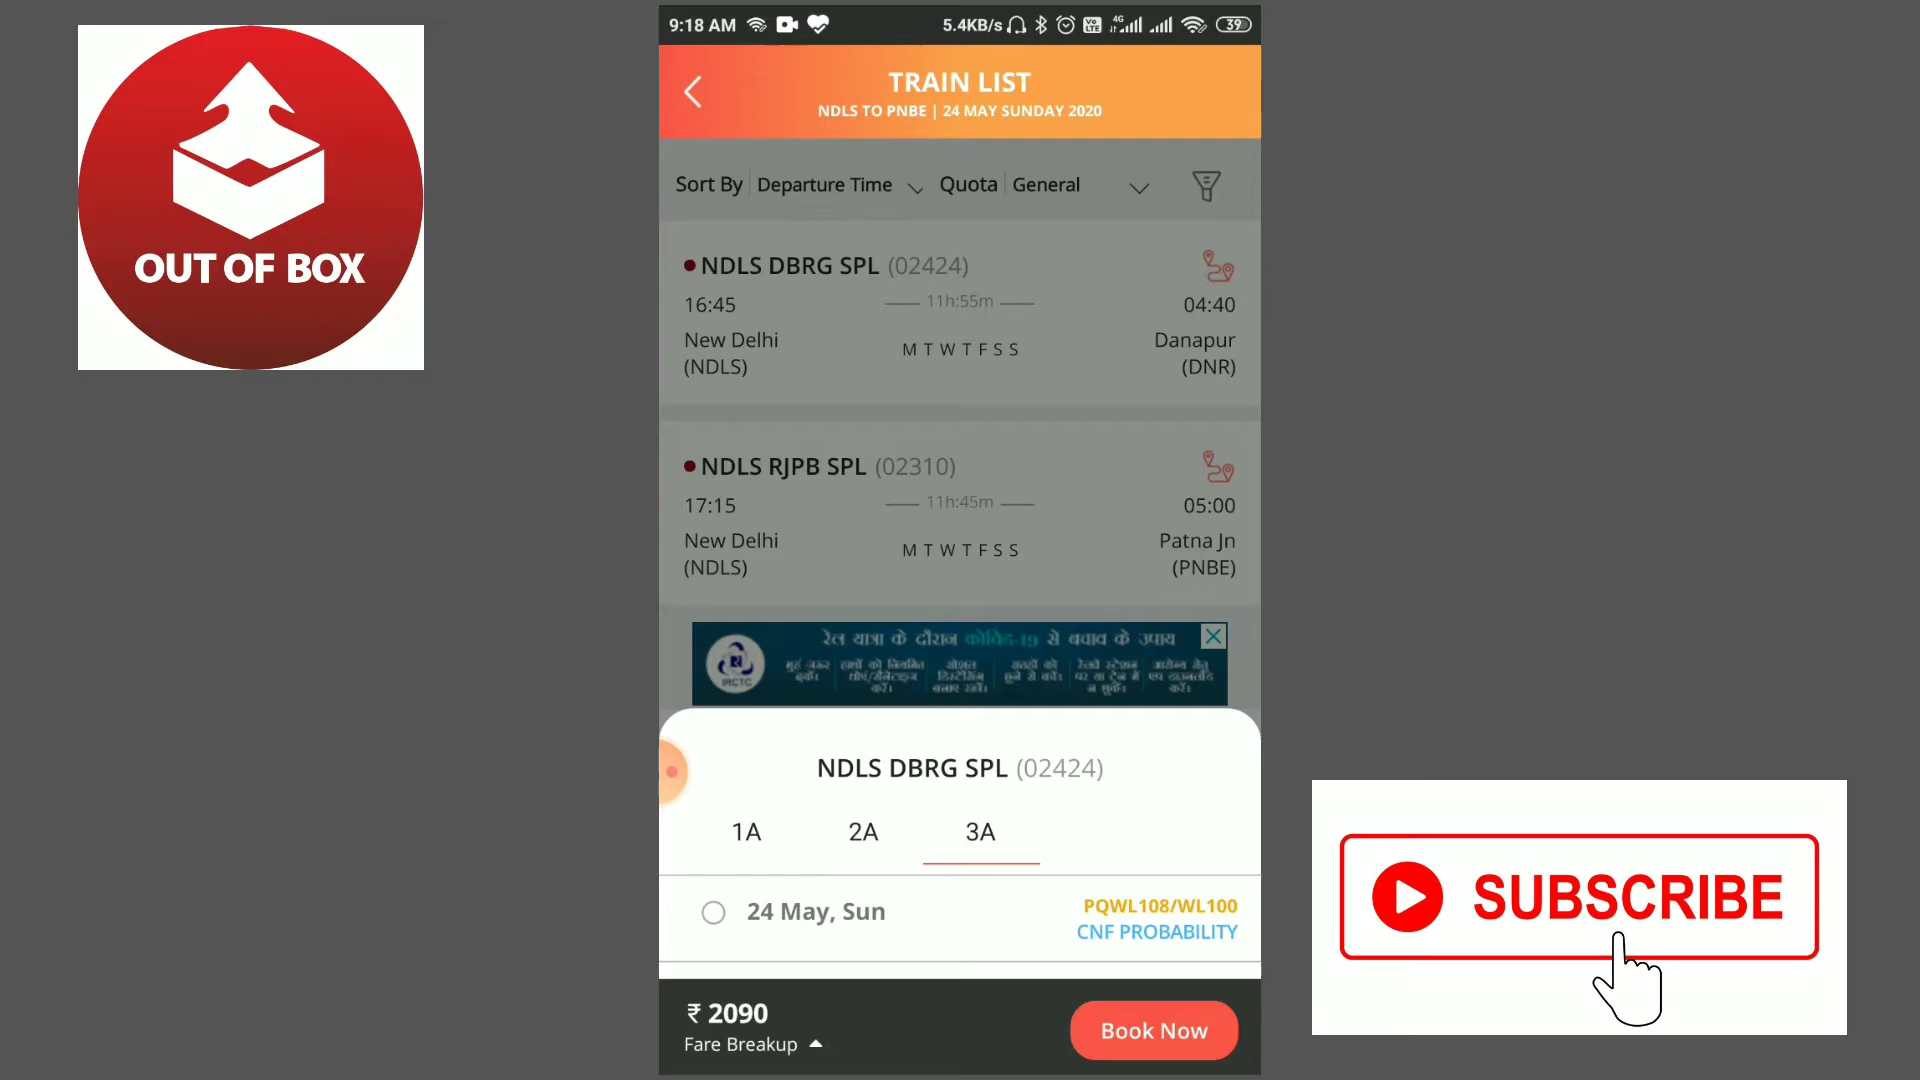 OUT OF BOX
9:18 AM
5.4KB/s
4G
39
TRAIN LIST
NDLS TO PNBE | 24 MAY SUNDAY 2020
Sort By Departure Time Quota General
NDLS DBRG SPL (02424)
16:45 11h:55m 04:40
New Delhi M T W T F S S Danapur
(NDLS) (DNR)
NDLS RJPB SPL (02310)
17:15 11h:45m 05:00
New Delhi M T W T F S S Patna Jn
(NDLS) (PNBE)
रेल यात्रा के दौरान कोविड-19 से बचाव के उपाय
IRCTC
NDLS DBRG SPL (02424)
1A 2A 3A
24 May, Sun
PQWL108/WL100
CNF PROBABILITY
₹ 2090
Fare Breakup
Book Now
SUBSCRIBE